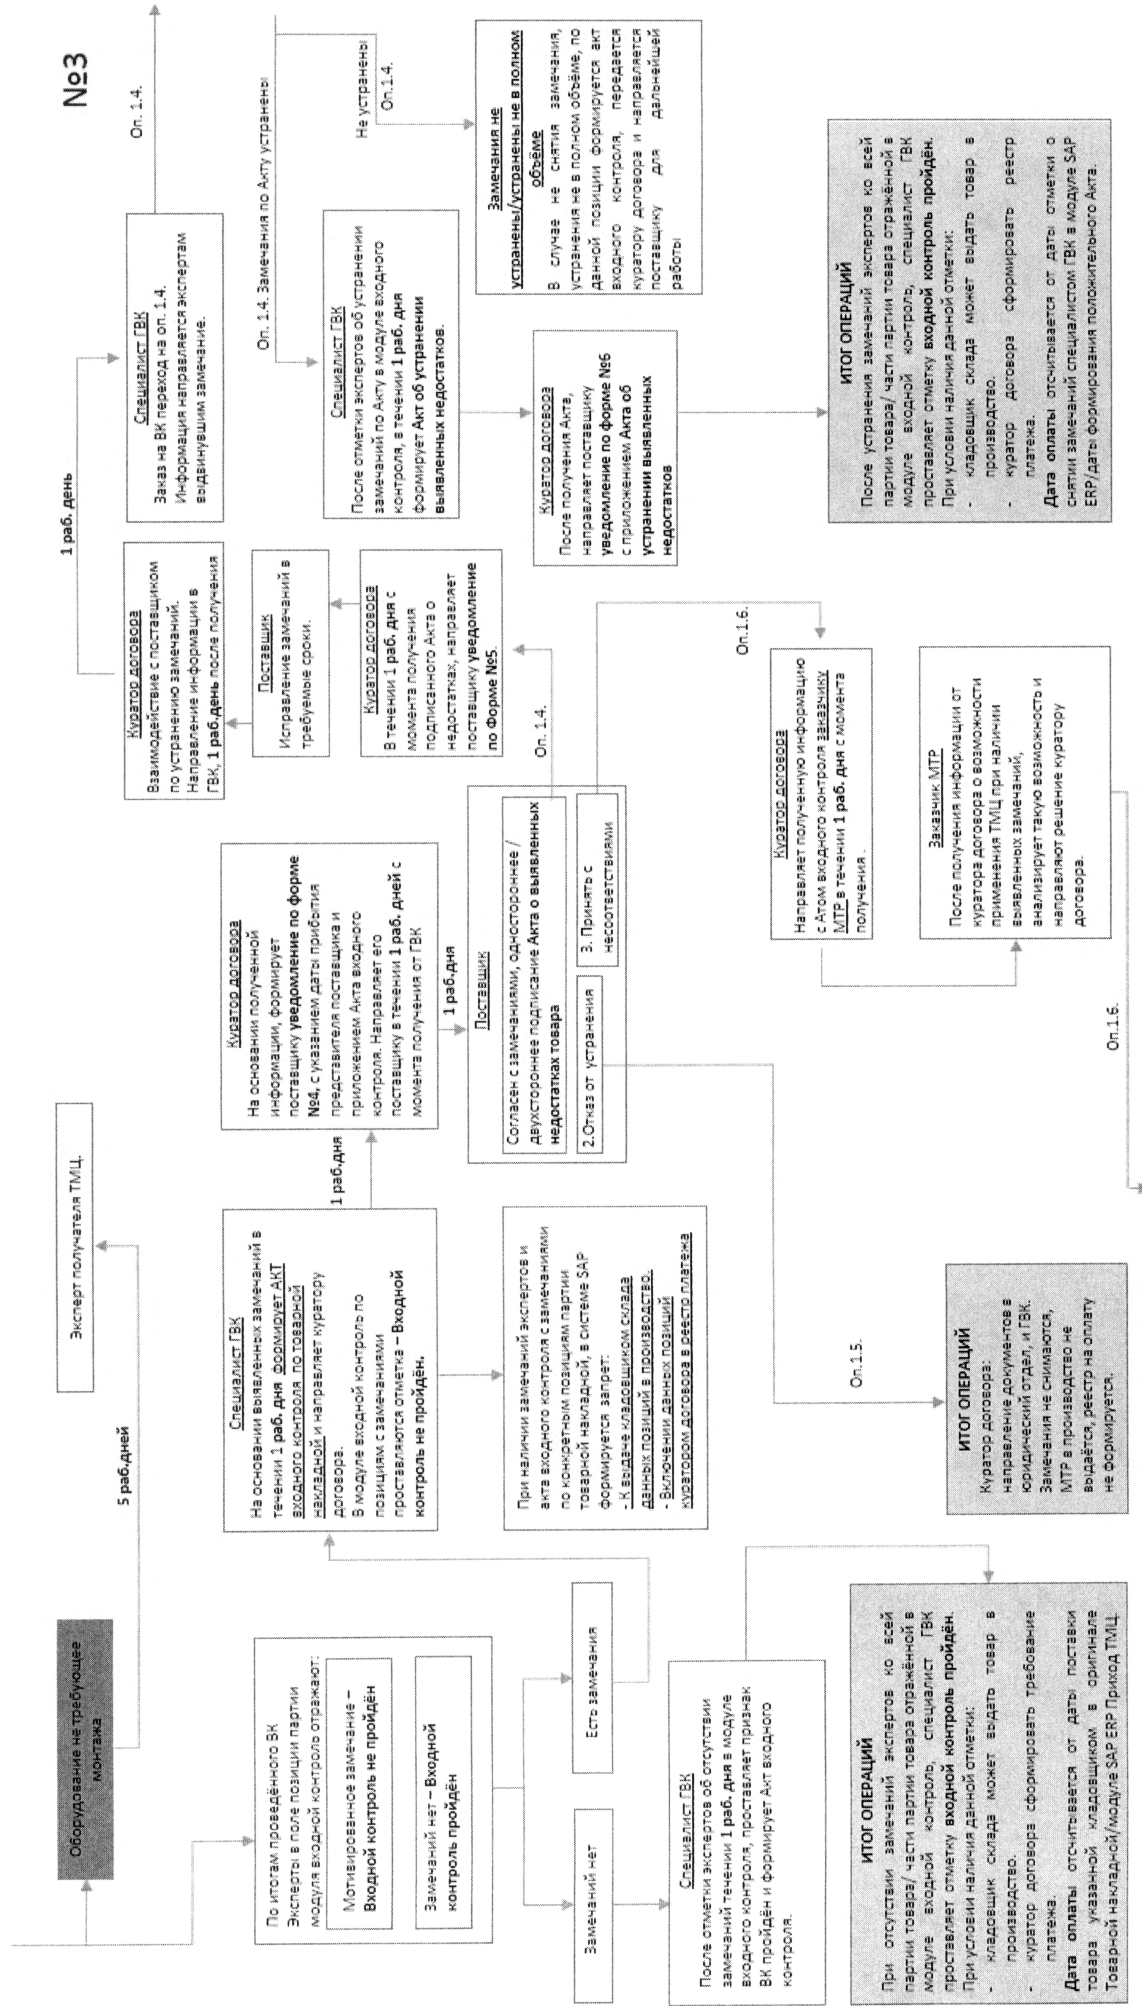 №3
Оборудование не требующее
монтажа
5 раб.дней
Эксперт получателя ТМЦ.
По итогам проведённого ВК
Эксперты в поле позиции партии
модуля входной контроль отражают:
Мотивированное замечание –
Входной контроль не пройдён
Замечаний нет – Входной
контроль пройдён
Замечаний нет
Есть замечания
Специалист ГВК
После отметки экспертов об отсутствии
замечаний течении 1 раб. дня в модуле
входного контроля, проставляет признак
ВК пройдён и формирует Акт входного
контроля.
ИТОГ ОПЕРАЦИЙ
При отсутствии замечаний экспертов ко всей
партии товара/ части партии товара отражённой в
модуле входной контроль, специалист ГВК
проставляет отметку входной контроль пройдён.
При условии наличия данной отметки:
- кладовщик склада может выдать товар в
производство.
- куратор договора сформировать требование
платежа.
Дата оплаты отсчитывается от даты поставки
товара указанной кладовщиком в оригинале
Товарной накладной/модуле SAP ERP Приход ТМЦ.
Специалист ГВК
На основании выявленных замечаний в
течении 1 раб. дня формирует АКТ
входного контроля по товарной
накладной и направляет куратору
договора.
В модуле входной контроль по
позициям с замечаниями
проставляются отметка – Входной
контроль не пройдён.
При наличии замечаний экспертов и
акта входного контроля с замечаниями
по конкретным позициям партии
товарной накладной, в системе SAP
формируется запрет:
- К выдаче кладовщиком склада
данных позиций в производство.
- Включении данных позиций
куратором договора в реестр платежа
1 раб.дня
Куратор договора
На основании полученной
информации, формирует
поставщику уведомление по форме
№4, с указанием даты прибытия
представителя поставщика и
приложением Акта входного
контроля. Направляет его
поставщику в течении 1 раб. дней с
момента получения от ГВК
1 раб.дня
Поставщик
Согласен с замечаниями, одностороннее /
двухстороннее подписание Акта о выявленных
недостатках товара
2.Отказ от устранения
3. Принять с
несоответствиями
Оп.1.5.
ИТОГ ОПЕРАЦИЙ
Куратор договора:
направление документов в
юридический отдел, и ГВК.
Замечания не снимаются,
МТР в производство не
выдаётся, реестр на оплату
не формируется.
Оп. 1.4.
Куратор договора
В течении 1 раб. дня с
момента получения
подписанного Акта о
недостатках, направляет
поставщику уведомление
по Форме №5.
Поставщик
Исправление замечаний в
требуемые сроки.
Куратор договора
Взаимодействие с поставщиком
по устранению замечаний.
Направление информации в
ГВК, 1 раб.день после получения
1 раб. день
Специалист ГВК
Заказ на ВК переход на оп. 1.4.
Информация направляется экспертам
выдвинувшим замечание.
Оп. 1.4.
Оп. 1.4. Замечания по Акту устранены
Не устранены
Оп.1.4.
Специалист ГВК
После отметки экспертов об устранении
замечаний по Акту в модуле входного
контроля, в течении 1 раб. дня
формирует Акт об устранении
выявленных недостатков.
Замечания не
устранены/устранены не в полном
объёме
В случае не снятия замечания,
устранения не в полном объёме, по
данной позиции формируется акт
входного контроля, передается
куратору договора и направляется
поставщику для дальнейшей
работы
Куратор договора
После получения Акта,
направляет поставщику
уведомление по форме №6
с приложением Акта об
устранении выявленных
недостатков
ИТОГ ОПЕРАЦИЙ
После устранения замечаний экспертов ко всей
партии товара/ части партии товара отражённой в
модуле входной контроль, специалист ГВК
проставляет отметку входной контроль пройдён.
При условии наличия данной отметки:
- кладовщик склада может выдать товар в
производство.
- куратор договора сформировать реестр
платежа.
Дата оплаты отсчитывается от даты отметки о
снятии замечаний специалистом ГВК в модуле SAP
ERP/даты формирования положительного Акта.
Оп.1.6.
Куратор договора
Направляет полученную информацию
с Атом входного контроля заказчику
МТР в течении 1 раб. дня с момента
получения .
Заказчик МТР
После получения информации от
куратора договора о возможности
применения ТМЦ при наличии
выявленных замечаний,
анализирует такую возможность и
направляют решение куратору
договора.
Оп.1.6.